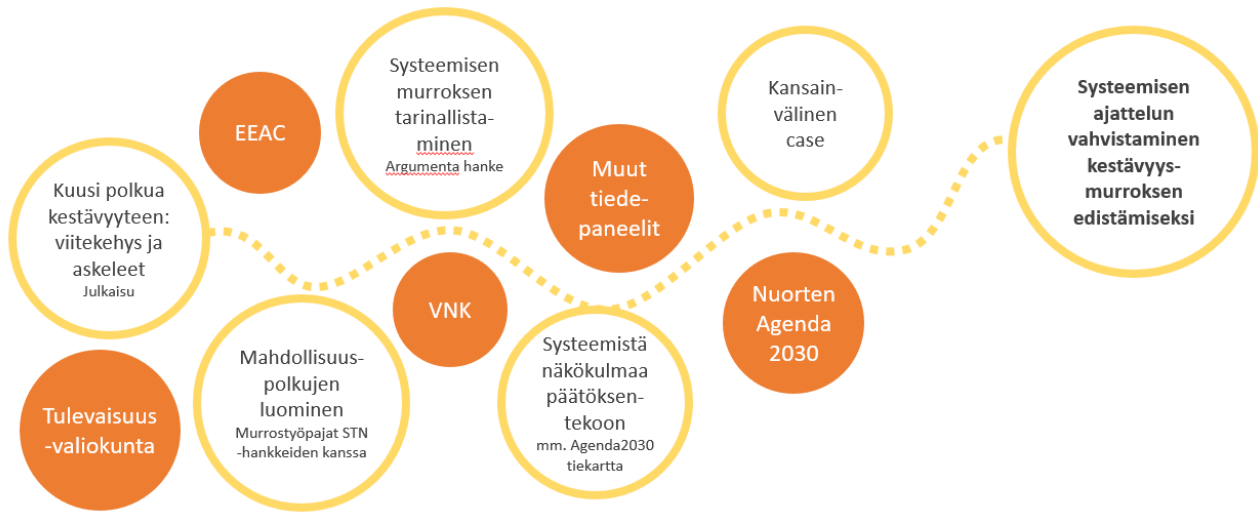 Kuusi polkua
kestävyyteen:
viitekehys ja
askeleet
Julkaisu
EEAC
Systeemisen
murroksen
tarinallista-
minen
Argumenta hanke
Muut
tiede-
paneelit
Kansain-
välinen
case
Systeemisen
ajattelun
vahvistaminen
kestävyys-
murroksen
edistämiseksi
Tulevaisuus
-valiokunta
Mahdollisuus-
polkujen
luominen
Murrostyöpajat STN
-hankkeiden kanssa
VNK
Systeemistä
näkökulmaa
päätöksen-
tekoon
mm. Agenda2030
tiekartta
Nuorten
Agenda
2030